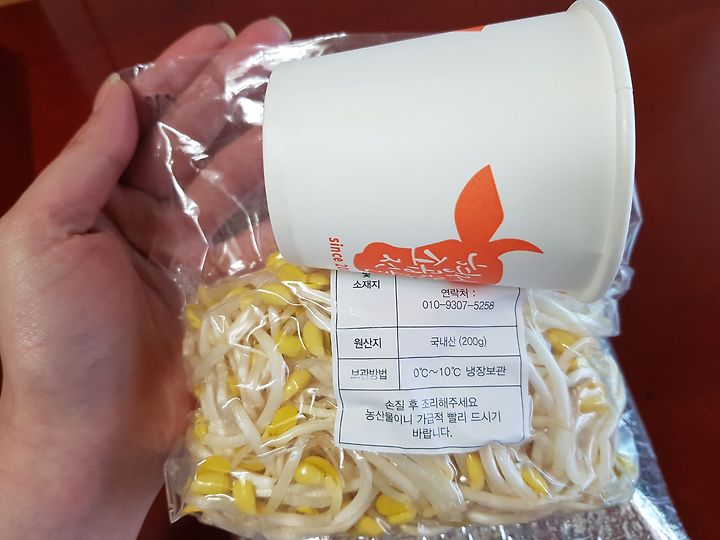 since
소재지
연락처 :
010-9307-5258
원산지
국내산 (200g)
보관방법
0℃~10℃ 냉장보관
손질 후 조리해주세요
농산물이니 가급적 빨리 드시기
바랍니다.